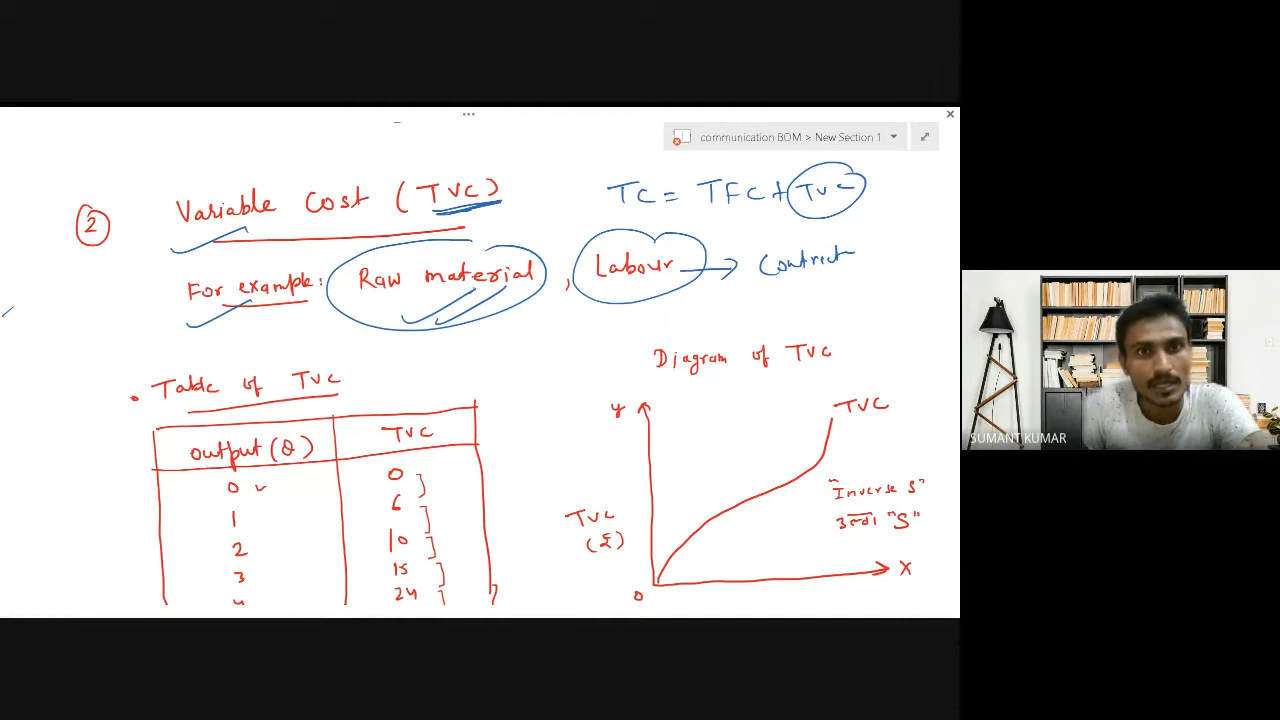 communication BOM > New Section 1
② Variable Cost (TVC)
TC = TFC + TVC
For example: Raw material, Labour → Contract
• Table of TVC
Output (Q) TVC
0 0
1 6
2 10
3 15
4 24
Diagram of TVC
y
TVC
"Inverse S"
उल्टा "S"
TVC
(₹)
0
X
SUMANT KUMAR